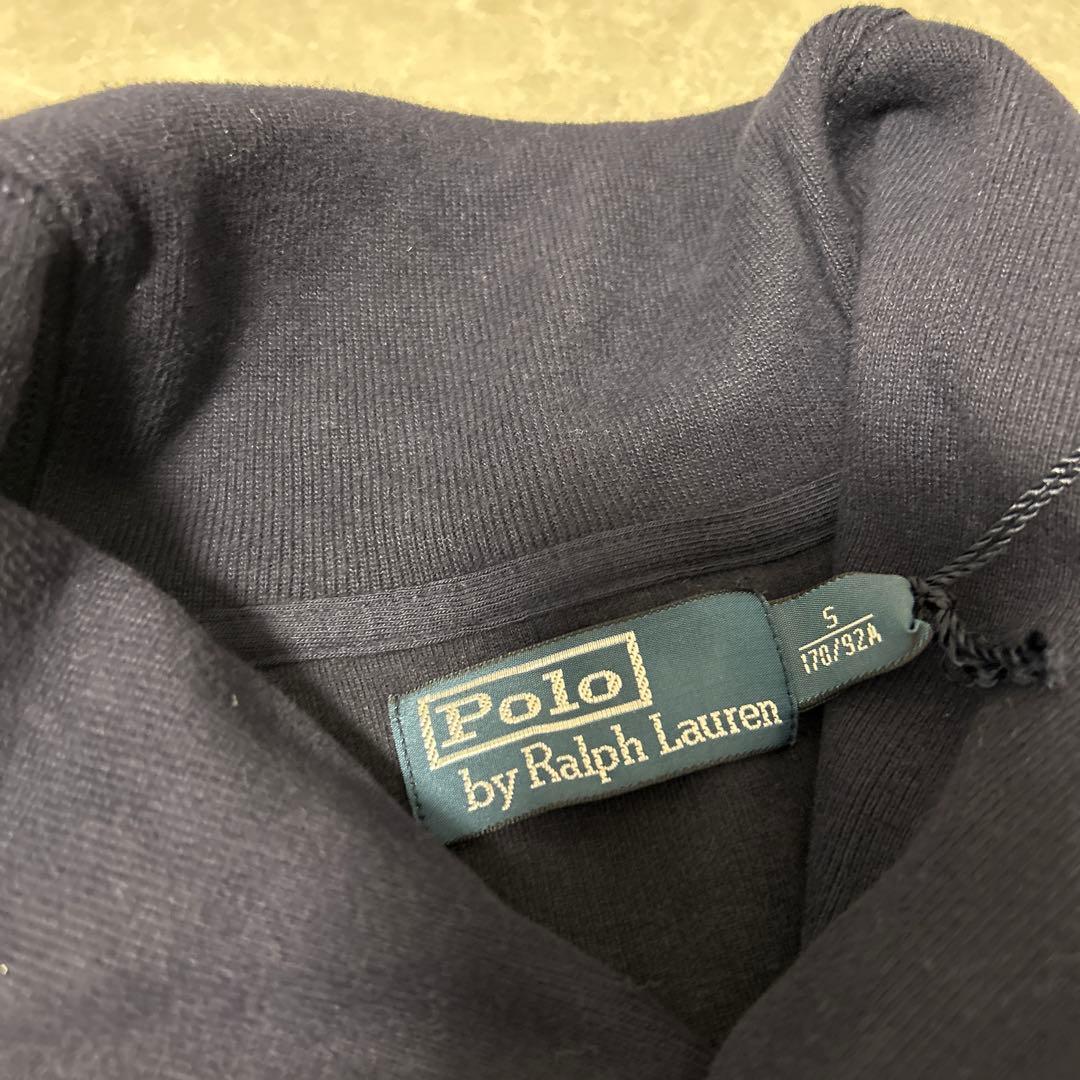 Polo
by Ralph Lauren
S
170/92A